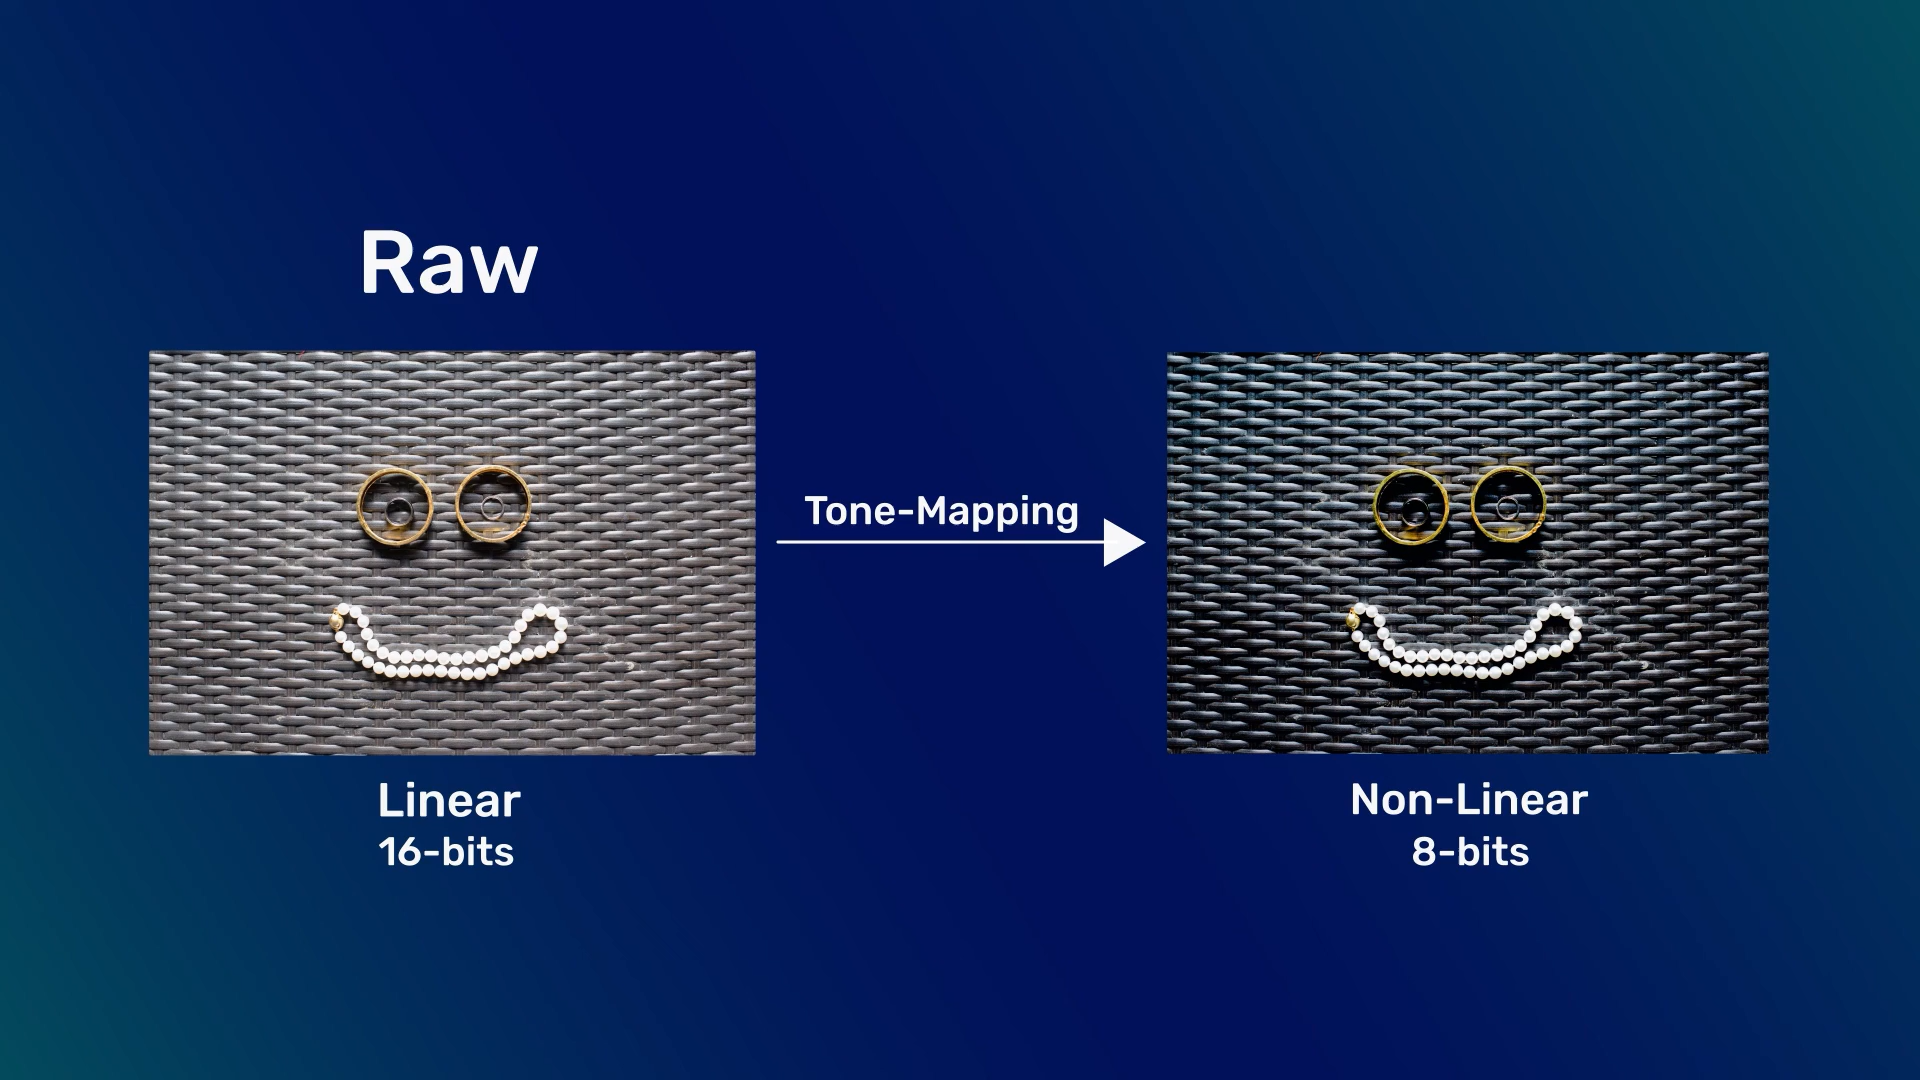 Raw
Tone-Mapping
Linear
16-bits
Non-Linear
8-bits